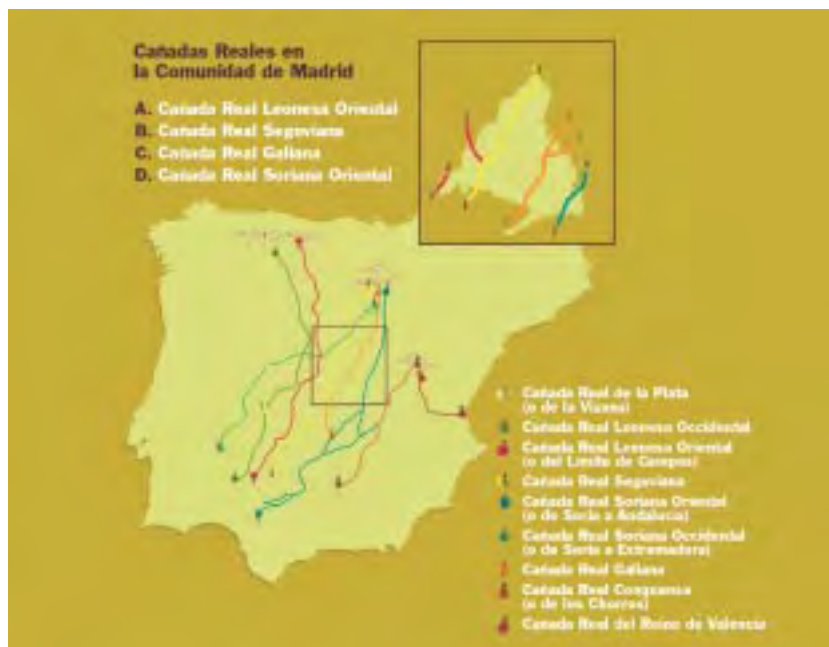 Cañadas Reales en
la Comunidad de Madrid
A. Cañada Real Leonesa Oriental
B. Cañada Real Segoviana
C. Cañada Real Galiana
D. Cañada Real Soriana Oriental
Cañada Real de la Plata
(o de la Vizana)
Cañada Real Leonesa Occidental
Cañada Real Leonesa Oriental
(o del Límite de Campos)
Cañada Real Segoviana
Cañada Real Soriana Oriental
(o de Soria a Andalucía)
Cañada Real Soriana Occidental
(o de Soria a Extremadura)
Cañada Real Galiana
Cañada Real Conquense
(o de los Chorros)
Cañada Real del Reino de Valencia